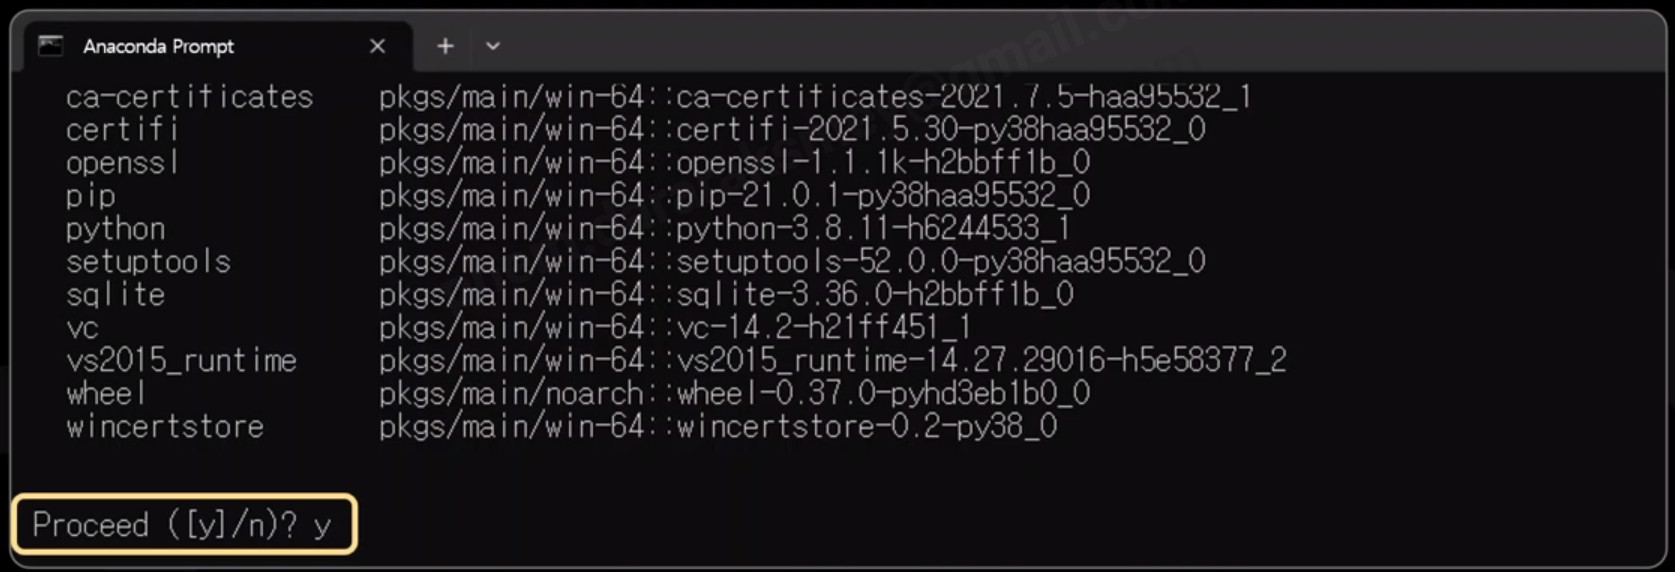 Anaconda Prompt
ca-certificates pkgs/main/win-64::ca-certificates-2021.7.5-haa95532_1
certifi pkgs/main/win-64::certifi-2021.5.30-py38haa95532_0
openssl pkgs/main/win-64::openssl-1.1.1k-h2bbff1b_0
pip pkgs/main/win-64::pip-21.0.1-py38haa95532_0
python pkgs/main/win-64::python-3.8.11-h6244533_1
setuptools pkgs/main/win-64::setuptools-52.0.0-py38haa95532_0
sqlite pkgs/main/win-64::sqlite-3.36.0-h2bbff1b_0
vc pkgs/main/win-64::vc-14.2-h21ff451_1
vs2015_runtime pkgs/main/win-64::vs2015_runtime-14.27.29016-h5e58377_2
wheel pkgs/main/noarch::wheel-0.37.0-pyhd3eb1b0_0
wincertstore pkgs/main/win-64::wincertstore-0.2-py38_0
Proceed ([y]/n)? y